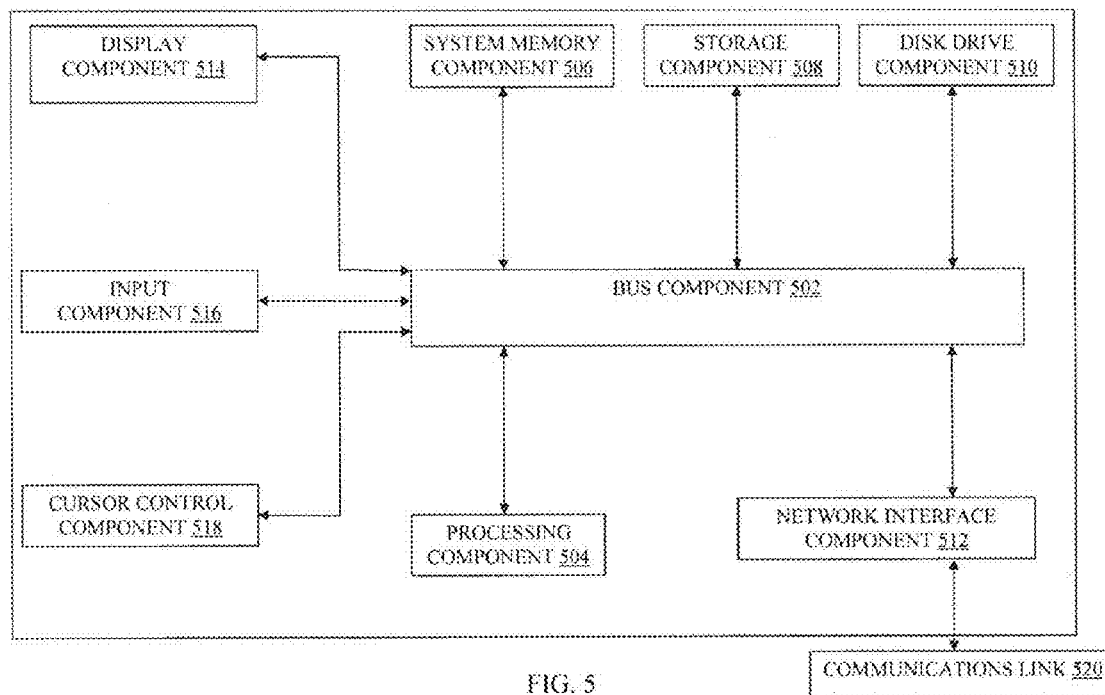 DISPLAY
COMPONENT 514
SYSTEM MEMORY
COMPONENT 506
STORAGE
COMPONENT 508
DISK DRIVE
COMPONENT 510
INPUT
COMPONENT 516
BUS COMPONENT 502
CURSOR CONTROL
COMPONENT 518
PROCESSING
COMPONENT 504
NETWORK INTERFACE
COMPONENT 512
COMMUNICATIONS LINK 520
FIG. 5